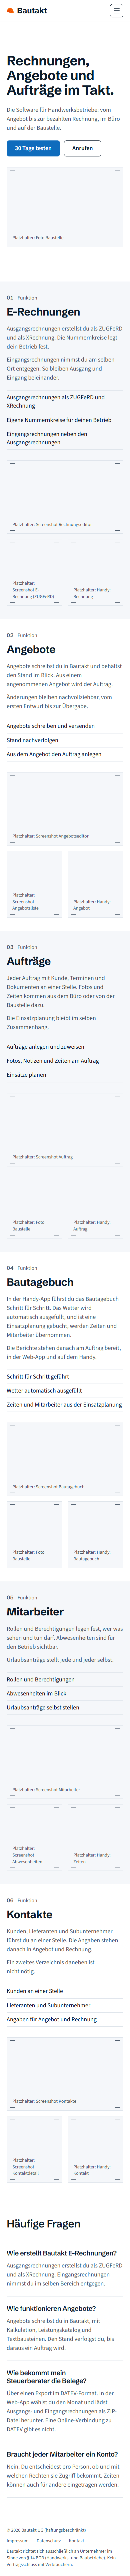 Bautakt
Rechnungen,
Angebote und
Aufträge im Takt.
Die Software für Handwerksbetriebe: vom
Angebot bis zur bezahlten Rechnung, im Büro
und auf der Baustelle.
30 Tage testen
Anrufen
Platzhalter: Foto Baustelle
01 Funktion
E-Rechnungen
Ausgangsrechnungen erstellst du als ZUGFeRD
und als XRechnung. Die Nummernkreise legt
dein Betrieb fest.
Eingangsrechnungen nimmst du am selben
Ort entgegen. So bleiben Ausgang und
Eingang beieinander.
Ausgangsrechnungen als ZUGFeRD und
XRechnung
Eigene Nummernkreise für deinen Betrieb
Eingangsrechnungen neben den
Ausgangsrechnungen
Platzhalter: Screenshot Rechnungseditor
Platzhalter:
Screenshot E-
Rechnung (ZUGFeRD)
Platzhalter: Handy:
Rechnung
02 Funktion
Angebote
Angebote schreibst du in Bautakt und behältst
den Stand im Blick. Aus einem
angenommenen Angebot wird der Auftrag.
Änderungen bleiben nachvollziehbar, vom
ersten Entwurf bis zur Übergabe.
Angebote schreiben und versenden
Stand nachverfolgen
Aus dem Angebot den Auftrag anlegen
Platzhalter: Screenshot Angebotseditor
Platzhalter:
Screenshot
Angebotsliste
Platzhalter: Handy:
Angebot
03 Funktion
Aufträge
Jeder Auftrag mit Kunde, Terminen und
Dokumenten an einer Stelle. Fotos und
Zeiten kommen aus dem Büro oder von der
Baustelle dazu.
Die Einsatzplanung bleibt im selben
Zusammenhang.
Aufträge anlegen und zuweisen
Fotos, Notizen und Zeiten am Auftrag
Einsätze planen
Platzhalter: Screenshot Auftrag
Platzhalter: Foto
Baustelle
Platzhalter: Handy:
Auftrag
04 Funktion
Bautagebuch
In der Handy-App führst du das Bautagebuch
Schritt für Schritt. Das Wetter wird
automatisch ausgefüllt, und ist eine
Einsatzplanung gebucht, werden Zeiten und
Mitarbeiter übernommen.
Die Berichte stehen danach am Auftrag bereit,
in der Web-App und auf dem Handy.
Schritt für Schritt geführt
Wetter automatisch ausgefüllt
Zeiten und Mitarbeiter aus der Einsatzplanung
Platzhalter: Screenshot Bautagebuch
Platzhalter: Foto
Baustelle
Platzhalter: Handy:
Bautagebuch
05 Funktion
Mitarbeiter
Rollen und Berechtigungen legen fest, wer was
sehen und tun darf. Abwesenheiten sind für
den Betrieb sichtbar.
Urlaubsanträge stellt jede und jeder selbst.
Rollen und Berechtigungen
Abwesenheiten im Blick
Urlaubsanträge selbst stellen
Platzhalter: Screenshot Mitarbeiter
Platzhalter:
Screenshot
Abwesenheiten
Platzhalter: Handy:
Zeiten
06 Funktion
Kontakte
Kunden, Lieferanten und Subunternehmer
führst du an einer Stelle. Die Angaben stehen
danach in Angebot und Rechnung.
Ein zweites Verzeichnis daneben ist
nicht nötig.
Kunden an einer Stelle
Lieferanten und Subunternehmer
Angaben für Angebot und Rechnung
Platzhalter: Screenshot Kontakte
Platzhalter:
Screenshot
Kontaktdetail
Platzhalter: Handy:
Kontakt
Häufige Fragen
Wie erstellt Bautakt E-Rechnungen?
Ausgangsrechnungen erstellst du als ZUGFeRD
und als XRechnung. Eingangsrechnungen
nimmst du im selben Bereich entgegen.
Wie funktionieren Angebote?
Angebote schreibst du in Bautakt, mit
Kalkulation, Leistungskatalog und
Textbausteinen. Den Stand verfolgst du, bis
daraus ein Auftrag wird.
Wie bekommt mein
Steuerberater die Belege?
Über einen Export im DATEV-Format. In der
Web-App wählst du den Monat und lädst
Ausgangs- und Eingangsrechnungen als ZIP-
Datei herunter. Eine Online-Verbindung zu
DATEV gibt es nicht.
Braucht jeder Mitarbeiter ein Konto?
Nein. Du entscheidest pro Person, ob und mit
welchen Rechten sie Zugriff bekommt. Zeiten
können auch für andere eingetragen werden.
© 2026 Bautakt UG (haftungsbeschränkt)
Impressum Datenschutz Kontakt
Bautakt richtet sich ausschließlich an Unternehmer im
Sinne von § 14 BGB (Handwerks- und Baubetriebe). Kein
Vertragsschluss mit Verbrauchern.